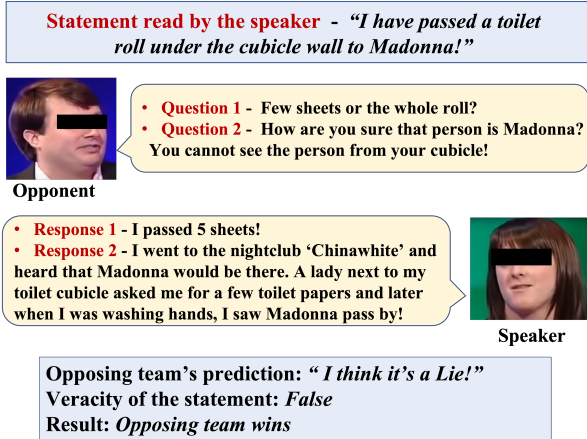 Statement read by the speaker - “I have passed a toilet
roll under the cubicle wall to Madonna!”
• Question 1 - Few sheets or the whole roll?
• Question 2 - How are you sure that person is Madonna?
You cannot see the person from your cubicle!
Opponent
• Response 1 - I passed 5 sheets!
• Response 2 - I went to the nightclub ‘Chinawhite’ and
heard that Madonna would be there. A lady next to my
toilet cubicle asked me for a few toilet papers and later
when I was washing hands, I saw Madonna pass by!
Speaker
Opposing team’s prediction: “ I think it’s a Lie!”
Veracity of the statement: False
Result: Opposing team wins